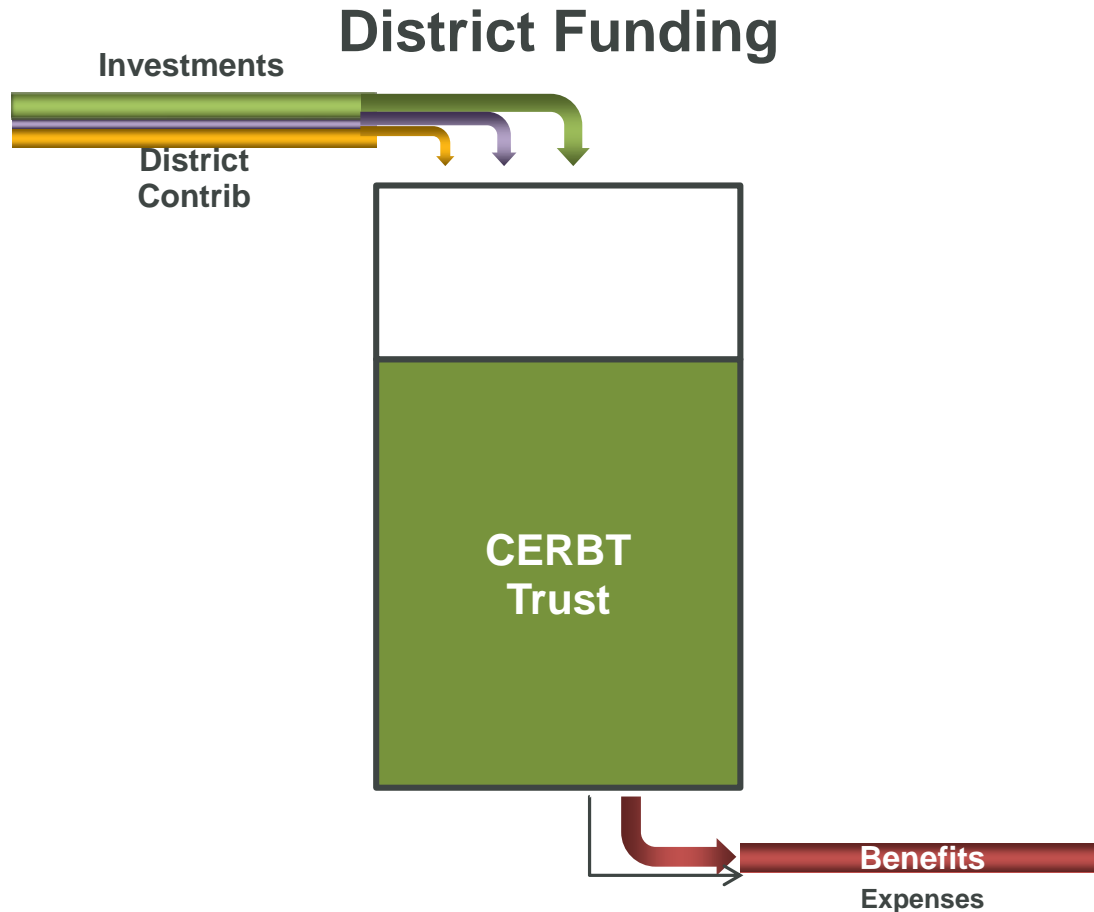 District Funding
Investments
District
Contrib
CERBT
Trust
Benefits
Expenses